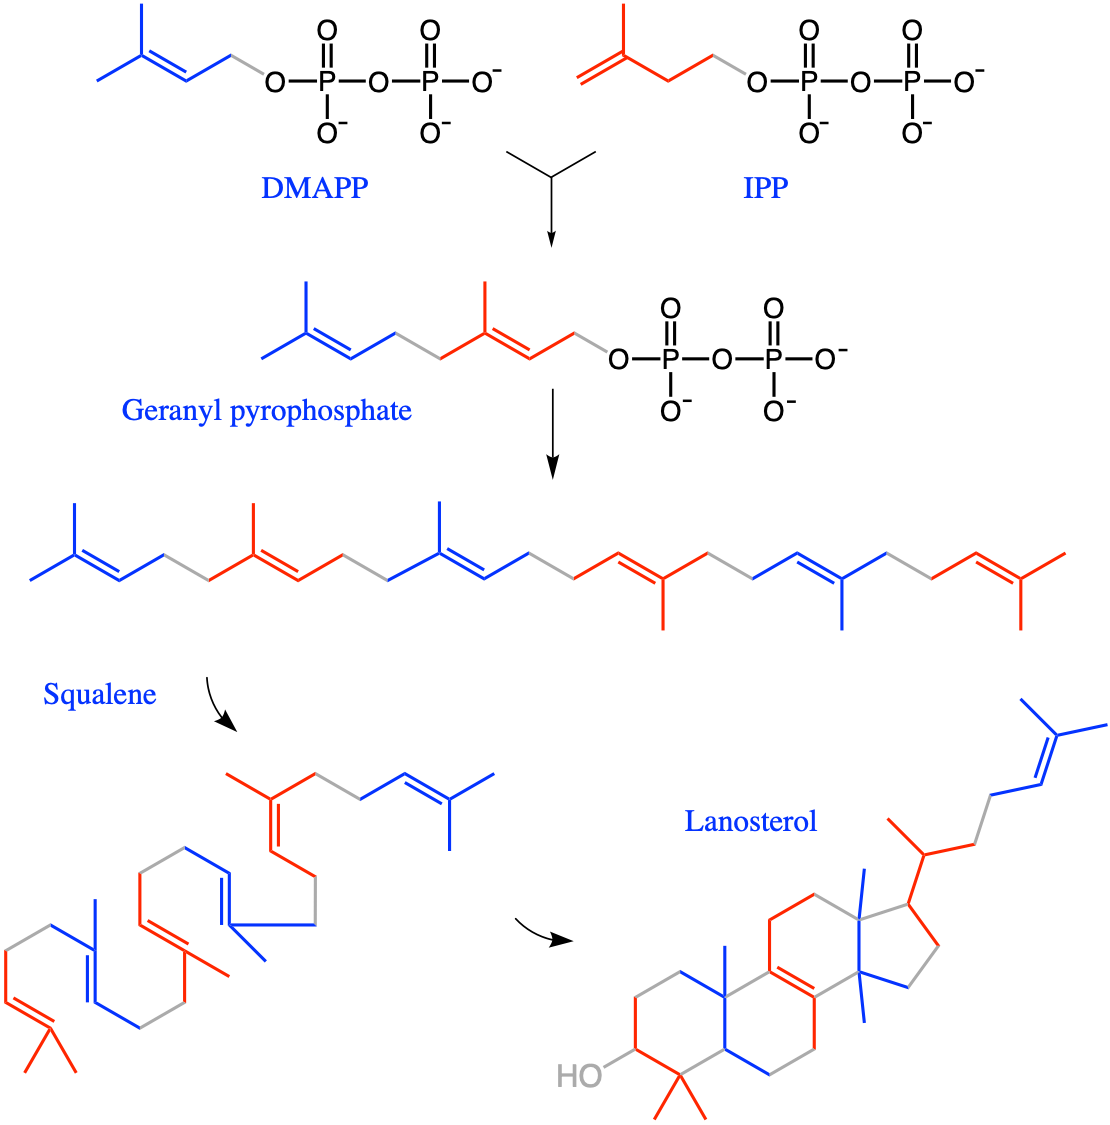 O O O O
O P O P O⁻ O P O P O⁻
O⁻ O⁻ O⁻ O⁻
DMAPP IPP
O O
O P O P O⁻
O⁻ O⁻
Geranyl pyrophosphate
Squalene
Lanosterol
HO